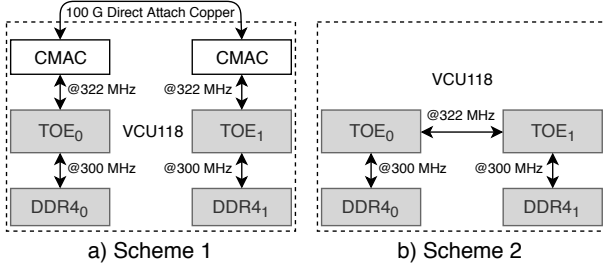 100 G Direct Attach Copper
CMAC
CMAC
@322 MHz
@322 MHz
TOE0
VCU118
TOE1
@300 MHz
@300 MHz
DDR40
DDR41
a) Scheme 1
VCU118
@322 MHz
TOE0
TOE1
@300 MHz
@300 MHz
DDR40
DDR41
b) Scheme 2